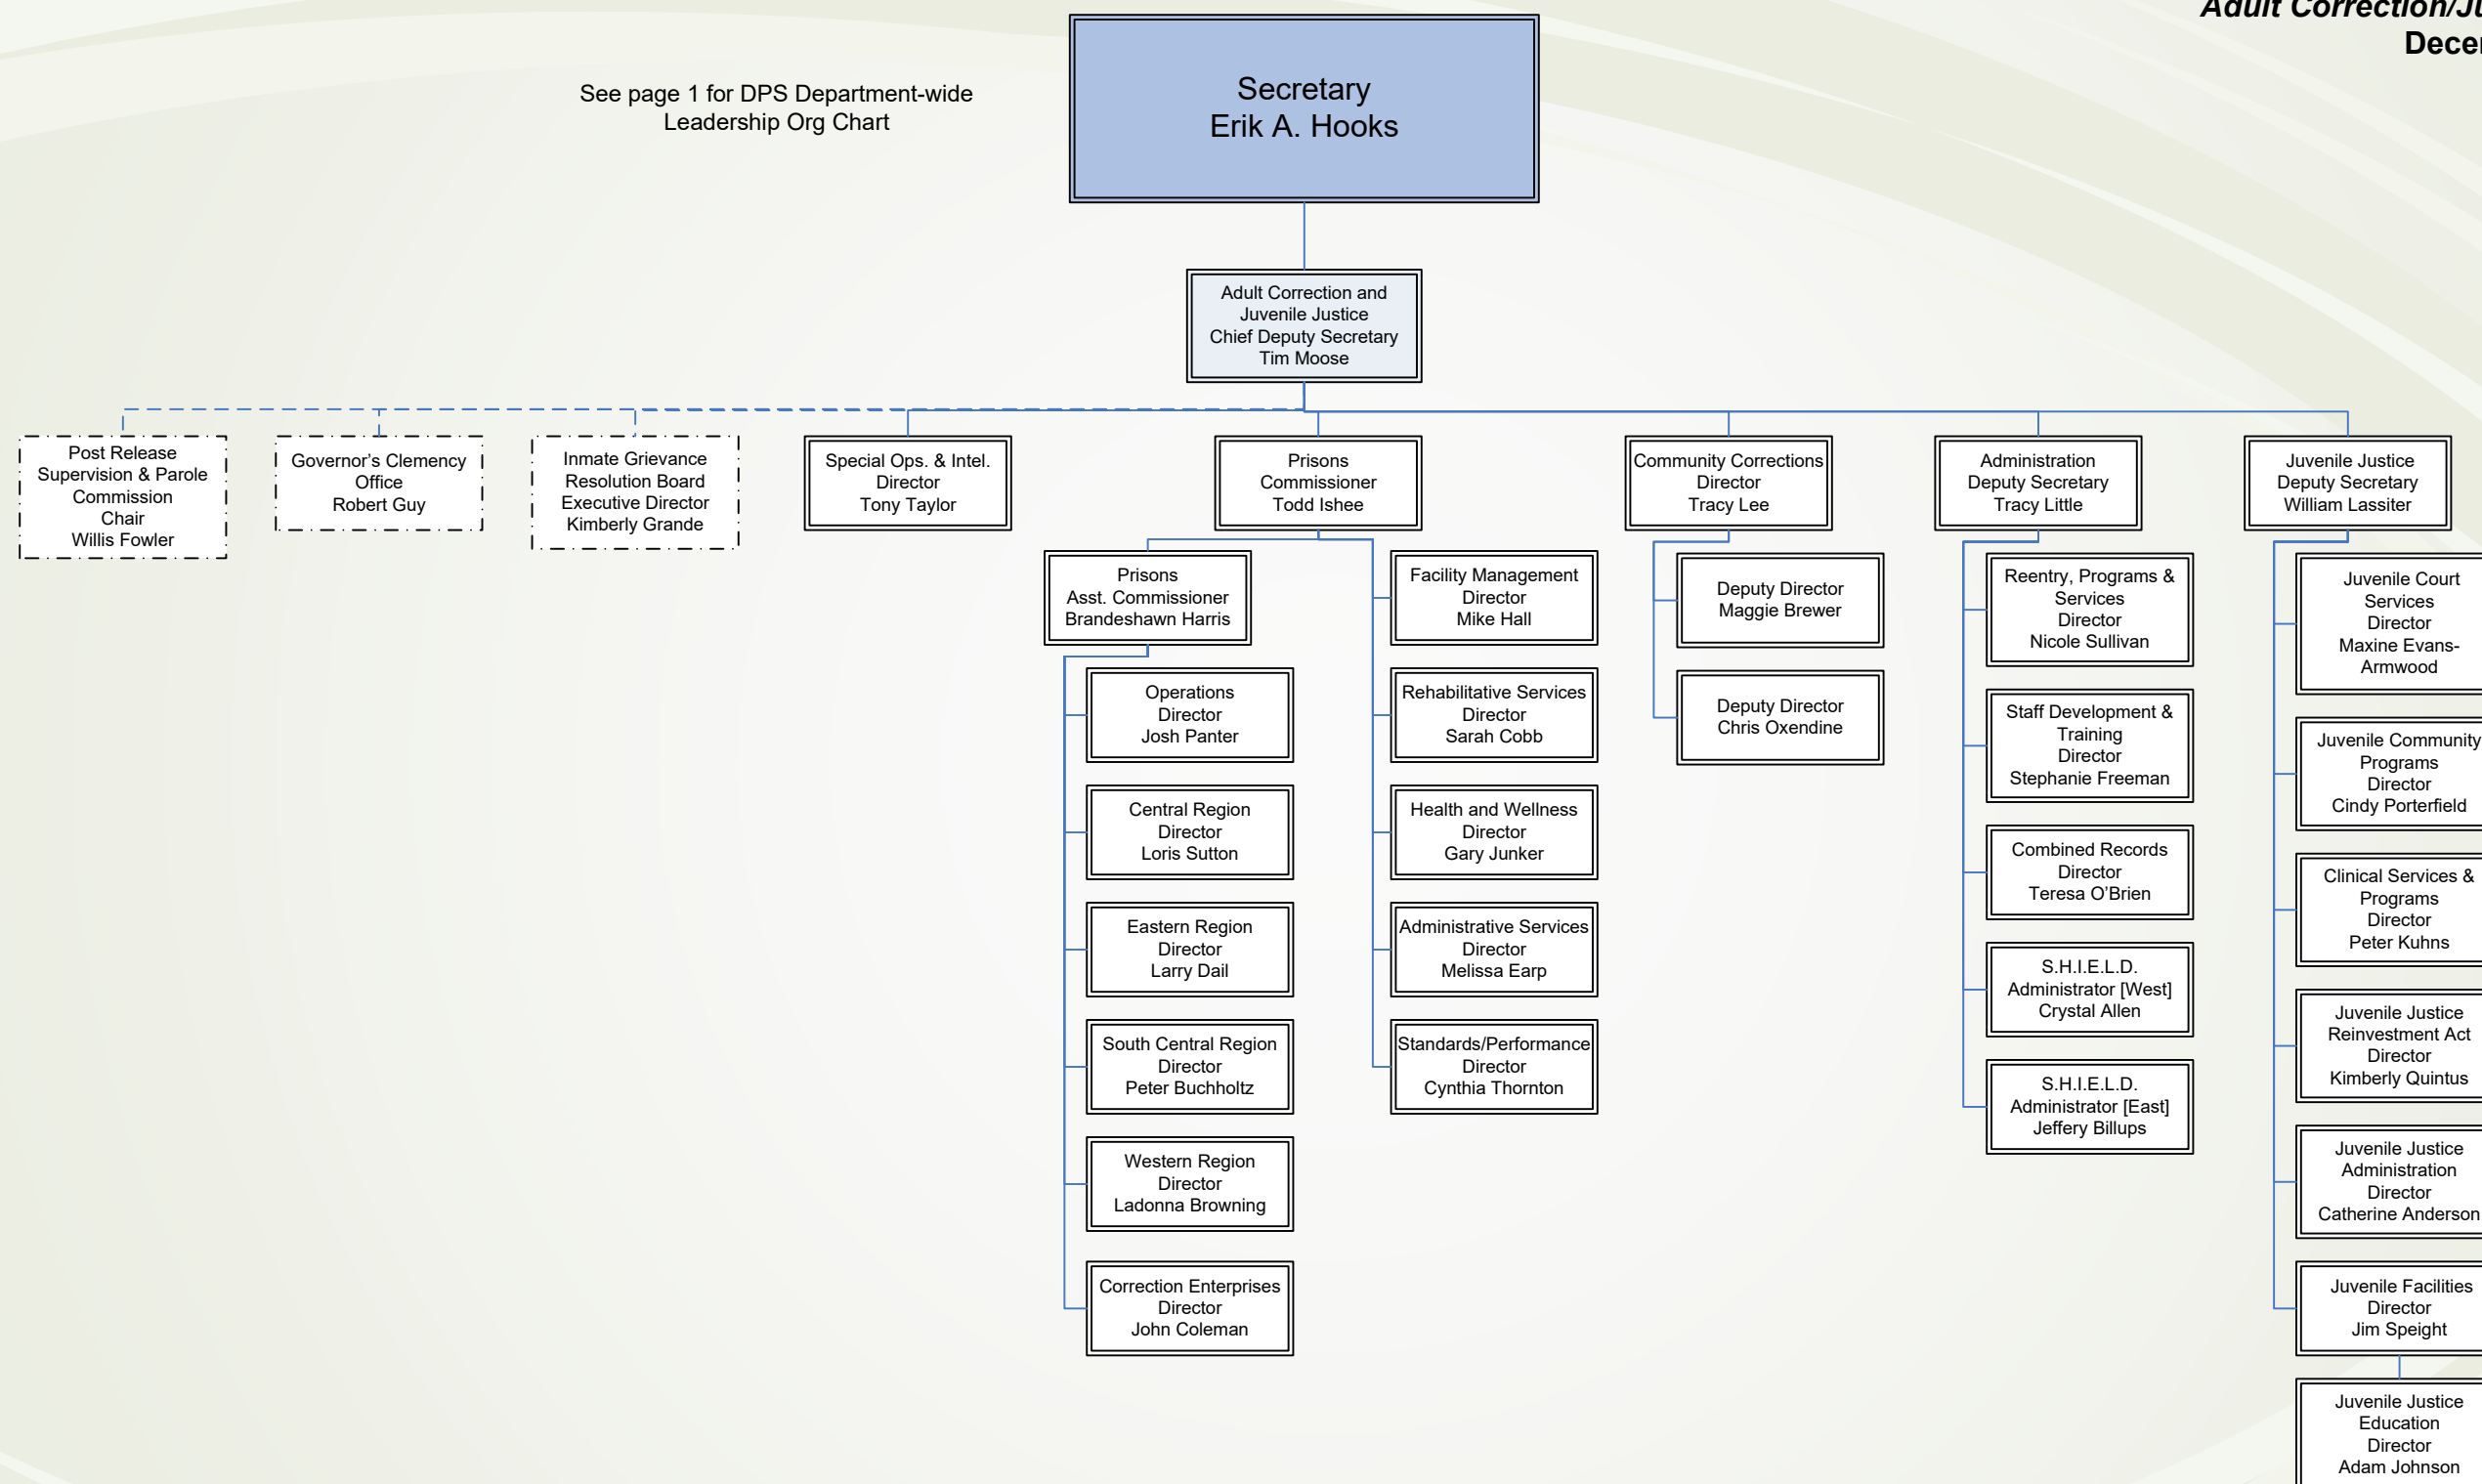 Adult Correction/Ju
Decem
See page 1 for DPS Department-wide
Leadership Org Chart
Secretary
Erik A. Hooks
Adult Correction and
Juvenile Justice
Chief Deputy Secretary
Tim Moose
Post Release
Supervision & Parole
Commission
Chair
Willis Fowler
Governor’s Clemency
Office
Robert Guy
Inmate Grievance
Resolution Board
Executive Director
Kimberly Grande
Special Ops. & Intel.
Director
Tony Taylor
Prisons
Commissioner
Todd Ishee
Community Corrections
Director
Tracy Lee
Administration
Deputy Secretary
Tracy Little
Juvenile Justice
Deputy Secretary
William Lassiter
Prisons
Asst. Commissioner
Brandeshawn Harris
Operations
Director
Josh Panter
Central Region
Director
Loris Sutton
Eastern Region
Director
Larry Dail
South Central Region
Director
Peter Buchholtz
Western Region
Director
Ladonna Browning
Correction Enterprises
Director
John Coleman
Facility Management
Director
Mike Hall
Rehabilitative Services
Director
Sarah Cobb
Health and Wellness
Director
Gary Junker
Administrative Services
Director
Melissa Earp
Standards/Performance
Director
Cynthia Thornton
Deputy Director
Maggie Brewer
Deputy Director
Chris Oxendine
Reentry, Programs &
Services
Director
Nicole Sullivan
Staff Development &
Training
Director
Stephanie Freeman
Combined Records
Director
Teresa O’Brien
S.H.I.E.L.D.
Administrator [West]
Crystal Allen
S.H.I.E.L.D.
Administrator [East]
Jeffery Billups
Juvenile Court
Services
Director
Maxine Evans-
Armwood
Juvenile Community
Programs
Director
Cindy Porterfield
Clinical Services &
Programs
Director
Peter Kuhns
Juvenile Justice
Reinvestment Act
Director
Kimberly Quintus
Juvenile Justice
Administration
Director
Catherine Anderson
Juvenile Facilities
Director
Jim Speight
Juvenile Justice
Education
Director
Adam Johnson